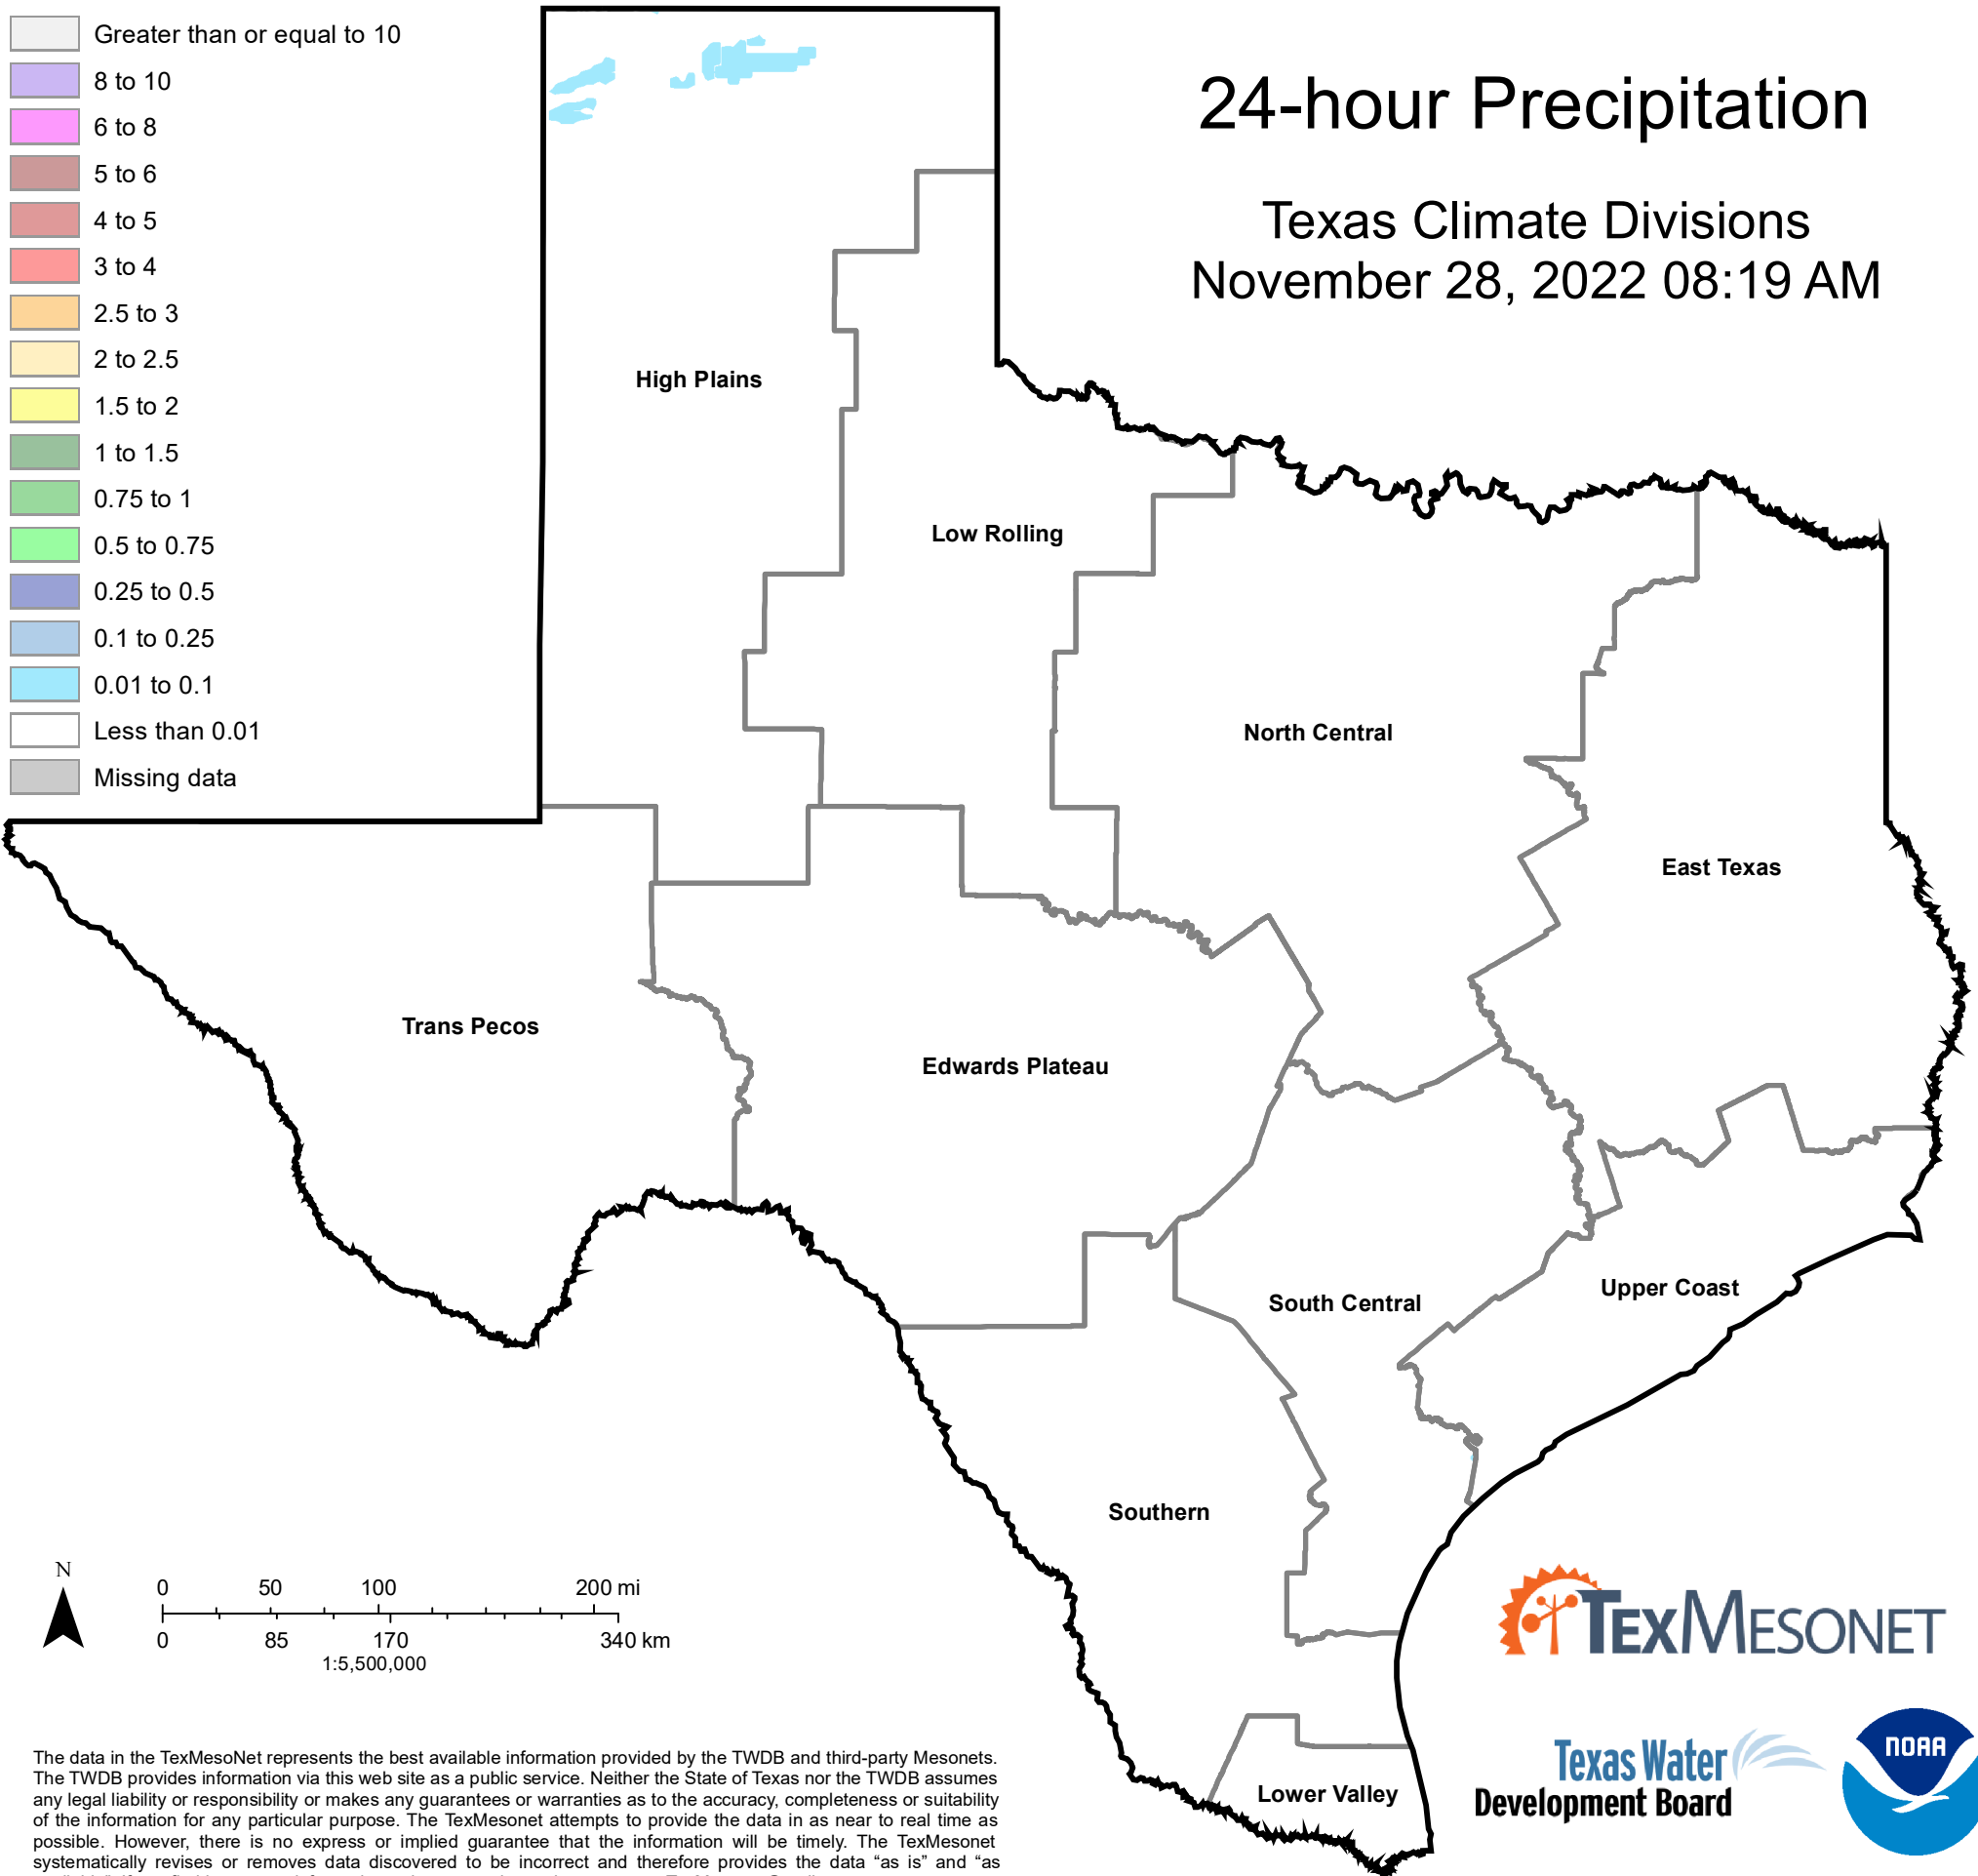 Greater than or equal to 10
8 to 10
6 to 8
5 to 6
4 to 5
3 to 4
2.5 to 3
2 to 2.5
1.5 to 2
1 to 1.5
0.75 to 1
0.5 to 0.75
0.25 to 0.5
0.1 to 0.25
0.01 to 0.1
Less than 0.01
Missing data
24-hour Precipitation
Texas Climate Divisions
November 28, 2022 08:19 AM
High Plains
Low Rolling
North Central
East Texas
Trans Pecos
Edwards Plateau
South Central
Upper Coast
Southern
Lower Valley
N
0 50 100 200 mi
0 85 170 340 km
1:5,500,000
TEXMESONET
Texas Water
Development Board
NOAA
The data in the TexMesoNet represents the best available information provided by the TWDB and third-party Mesonets.
The TWDB provides information via this web site as a public service. Neither the State of Texas nor the TWDB assumes
any legal liability or responsibility or makes any guarantees or warranties as to the accuracy, completeness or suitability
of the information for any particular purpose. The TexMesonet attempts to provide the data in as near to real time as
possible. However, there is no express or implied guarantee that the information will be timely. The TexMesonet
systematically revises or removes data discovered to be incorrect and therefore provides the data “as is” and “as